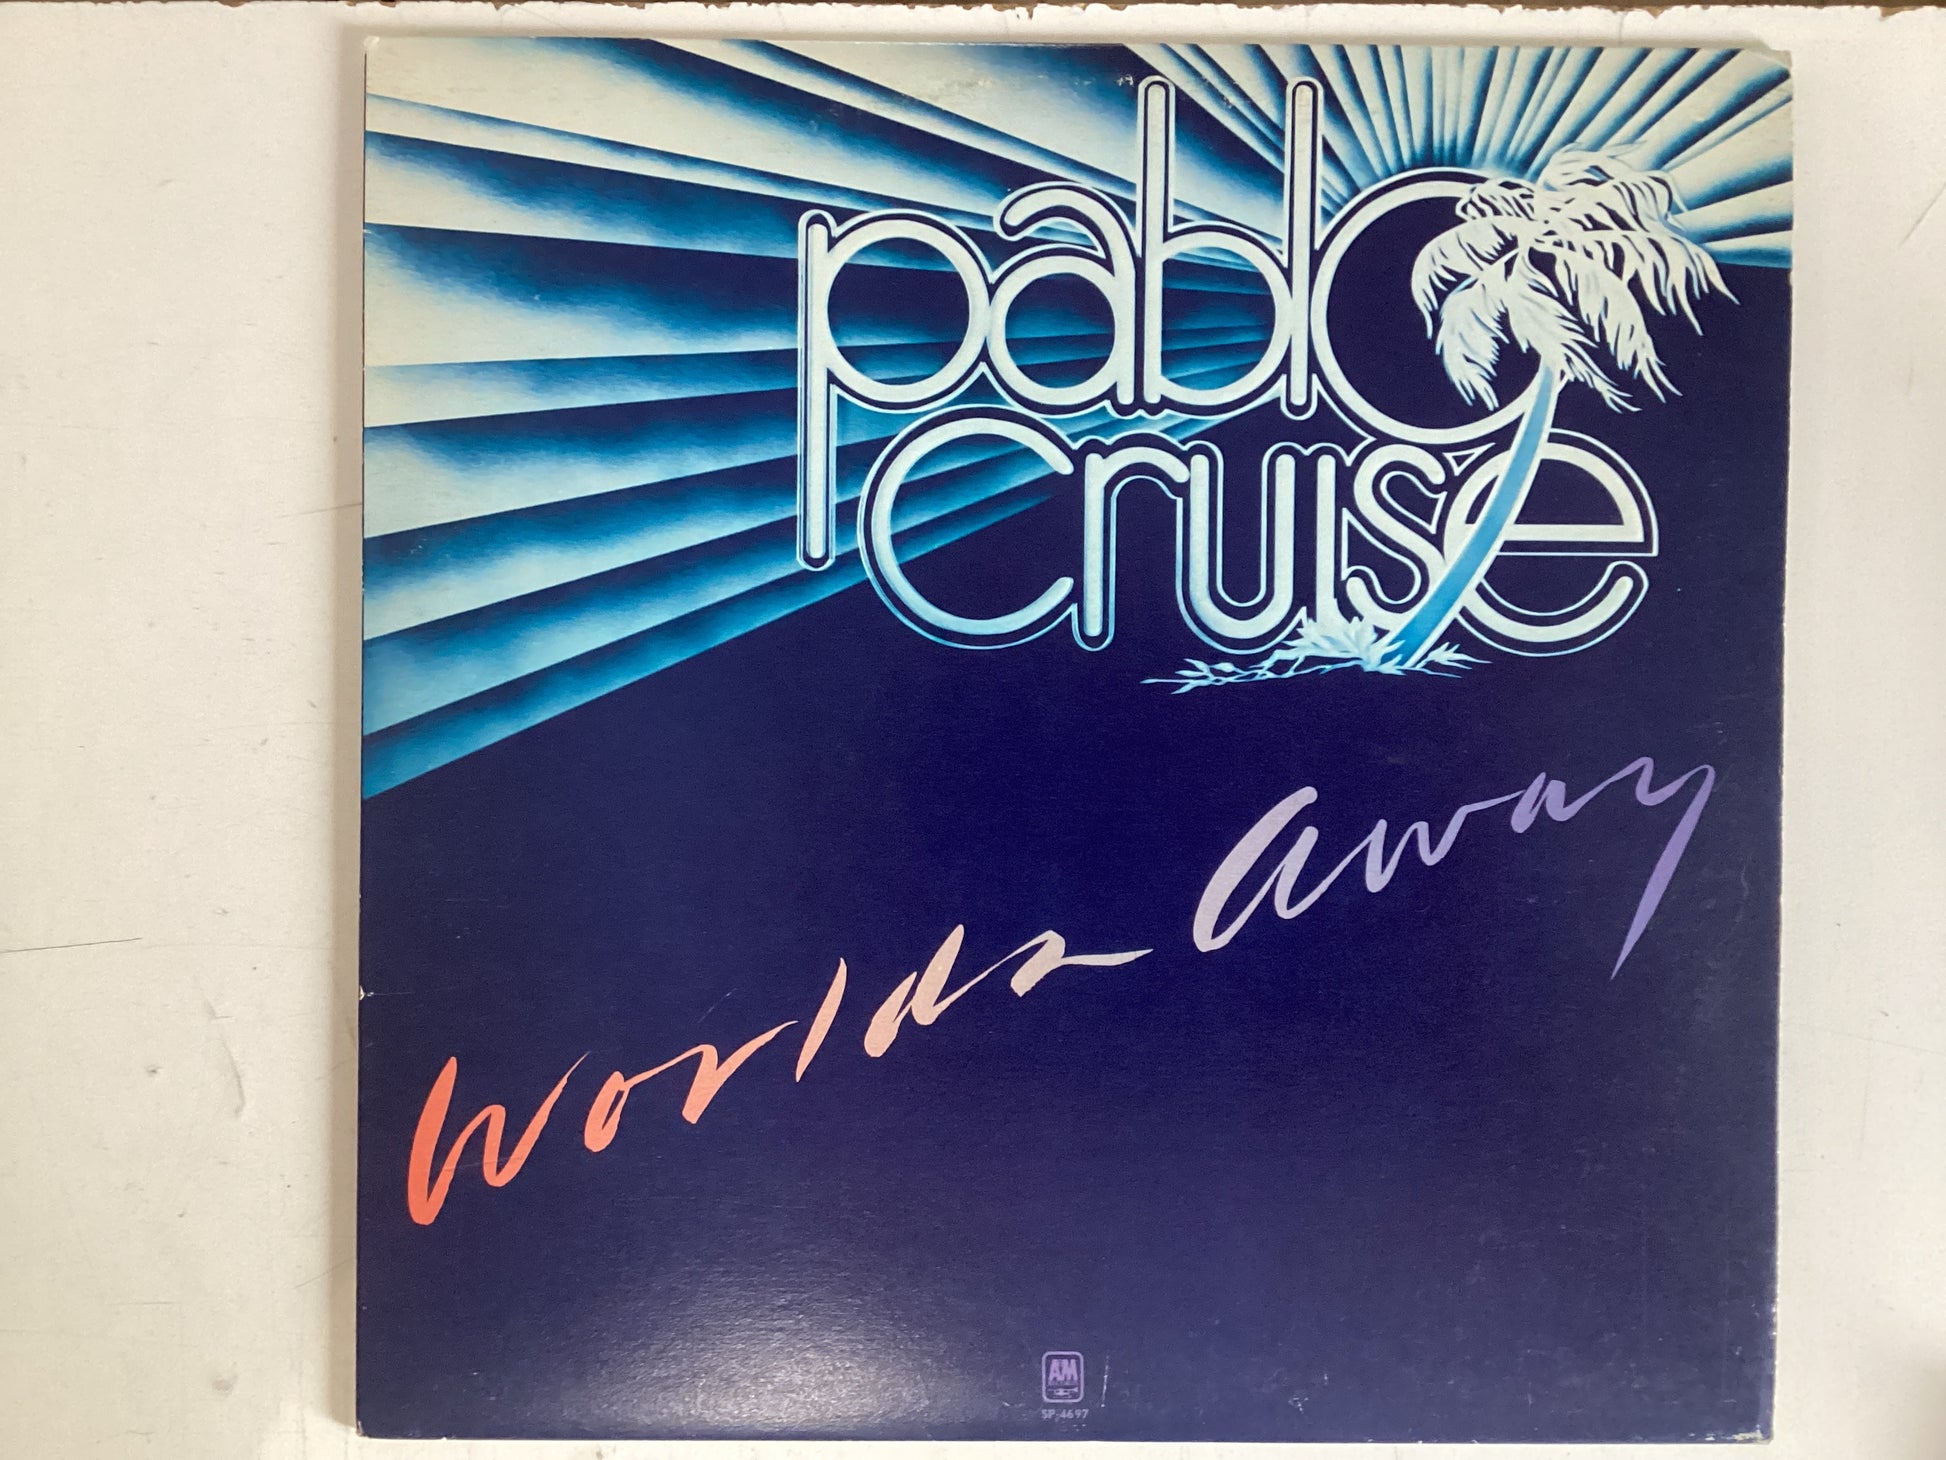 pablo
cruise
worlds away
A&M
SP-4697